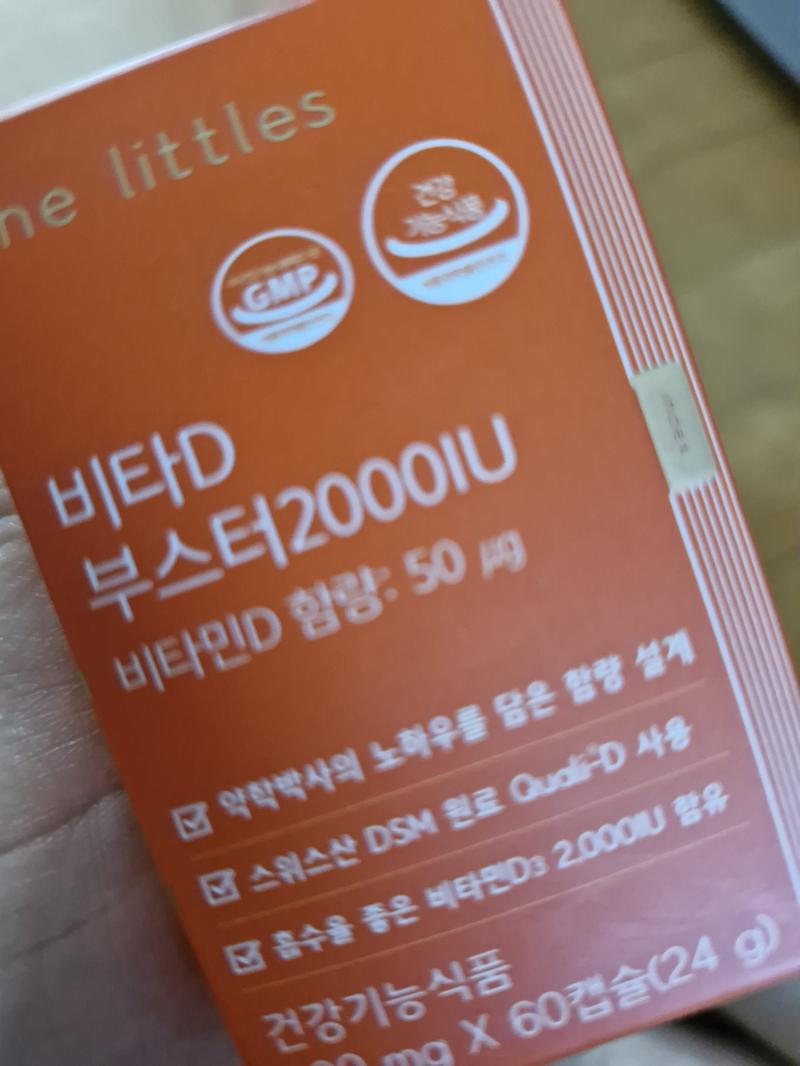 ne littles
GMP
건강
기능식품
비타D
부스터2000IU
비타민D 함량: 50 μg
약학박사의 노하우를 담은 함량 설계
스위스산 DSM 원료 Quali®-D 사용
흡수율 좋은 비타민D3 2,000IU 함유
건강기능식품
00 mg X 60캡슐(24 g)